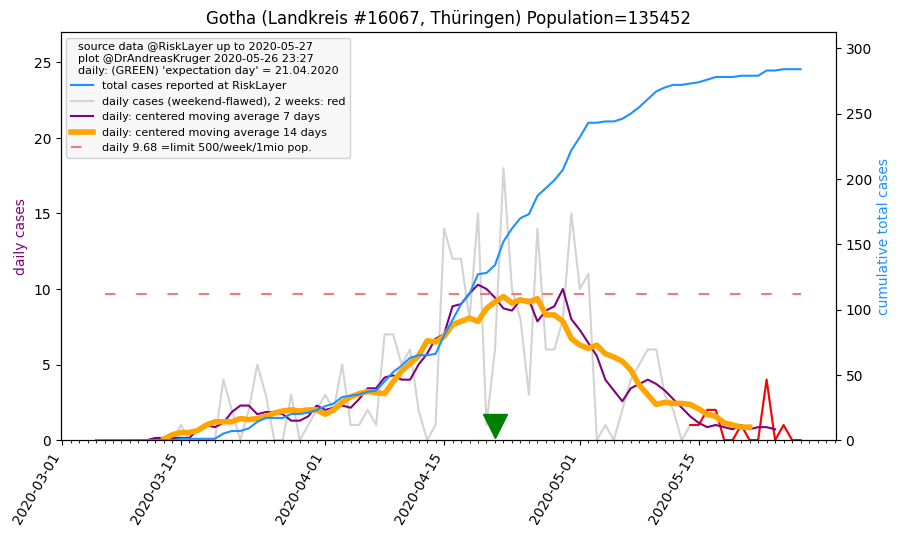 Gotha (Landkreis #16067, Thüringen) Population=135452
source data @RiskLayer up to 2020-05-27
plot @DrAndreasKruger 2020-05-26 23:27
daily: (GREEN) 'expectation day' = 21.04.2020
total cases reported at RiskLayer
daily cases (weekend-flawed), 2 weeks: red
daily: centered moving average 7 days
daily: centered moving average 14 days
daily 9.68 =limit 500/week/1mio pop.
daily cases
25
20
15
10
5
0
cumulative total cases
300
250
200
150
100
50
0
2020-03-01
2020-03-15
2020-04-01
2020-04-15
2020-05-01
2020-05-15